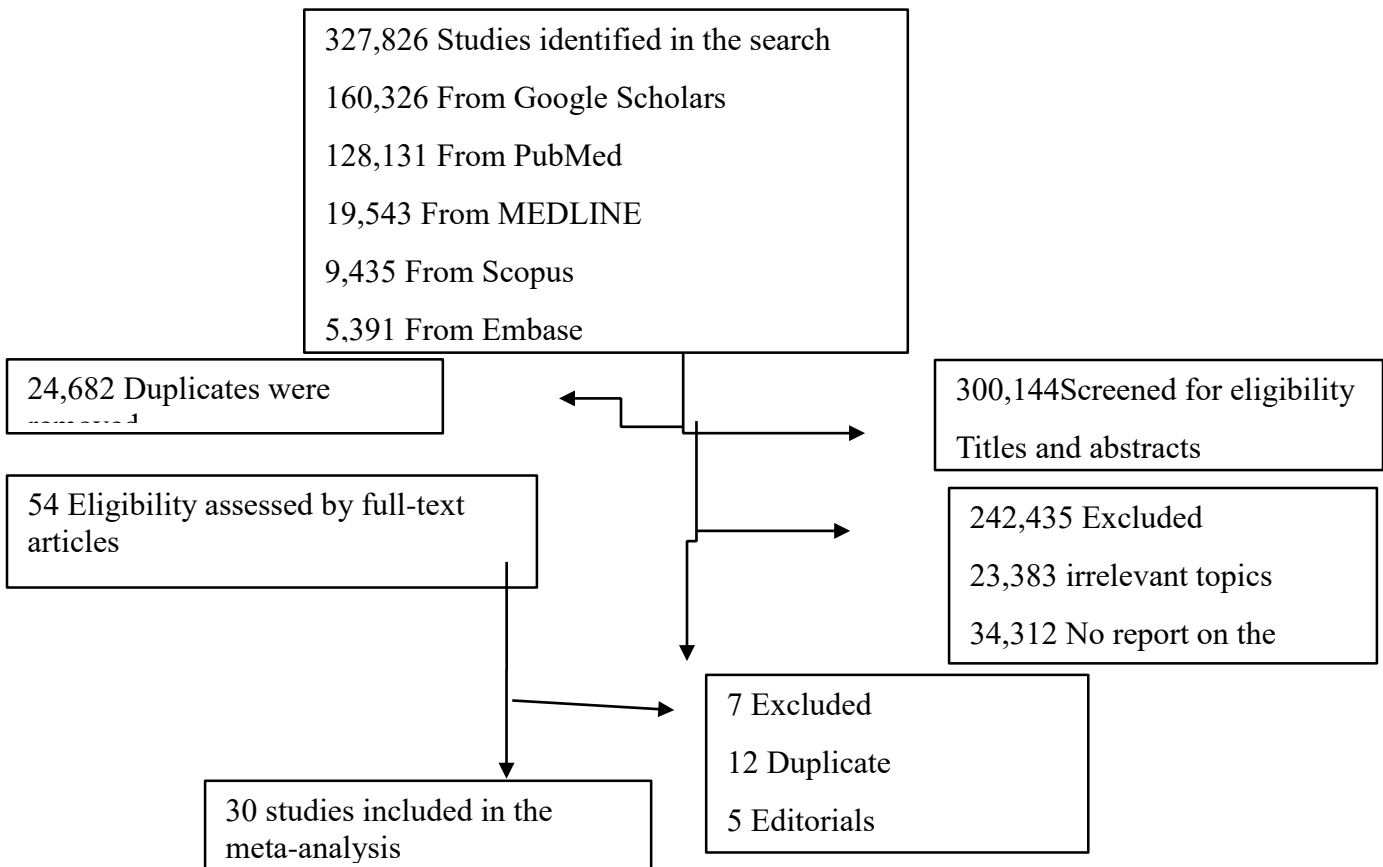 327,826 Studies identified in the search
160,326 From Google Scholars
128,131 From PubMed
19,543 From MEDLINE
9,435 From Scopus
5,391 From Embase
24,682 Duplicates were
300,144Screened for eligibility
Titles and abstracts
54 Eligibility assessed by full-text
articles
242,435 Excluded
23,383 irrelevant topics
34,312 No report on the
7 Excluded
12 Duplicate
5 Editorials
30 studies included in the
meta-analysis